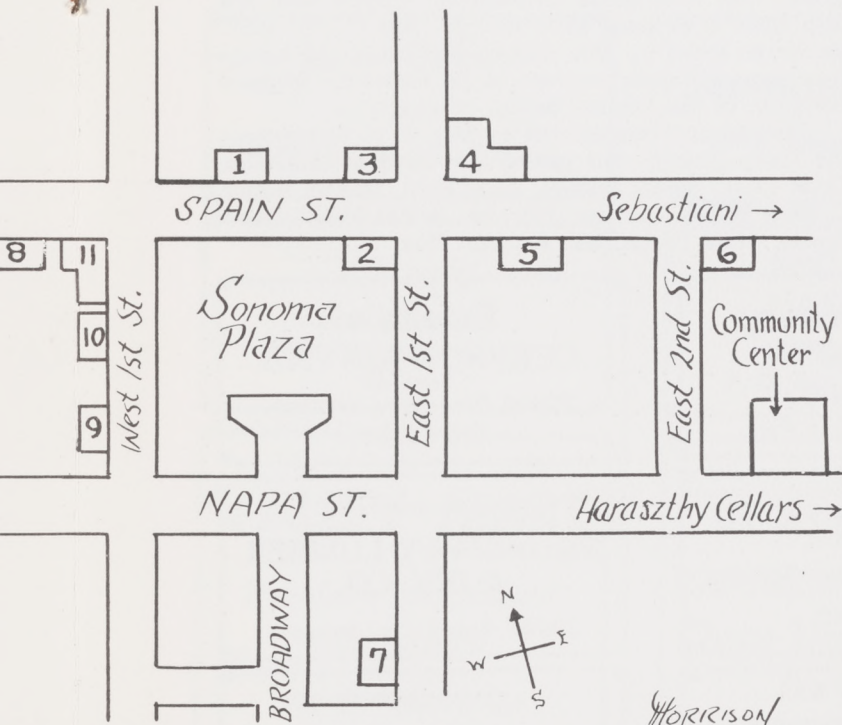 1
3
4
SPAIN ST.
Sebastiani →
8
11
2
5
6
Sonoma
Plaza
West 1st St.
East 1st St.
East 2nd St.
Community
Center
10
9
NAPA ST.
Haraszthy Cellars →
BROADWAY
7
N
W
E
S
MORRISON